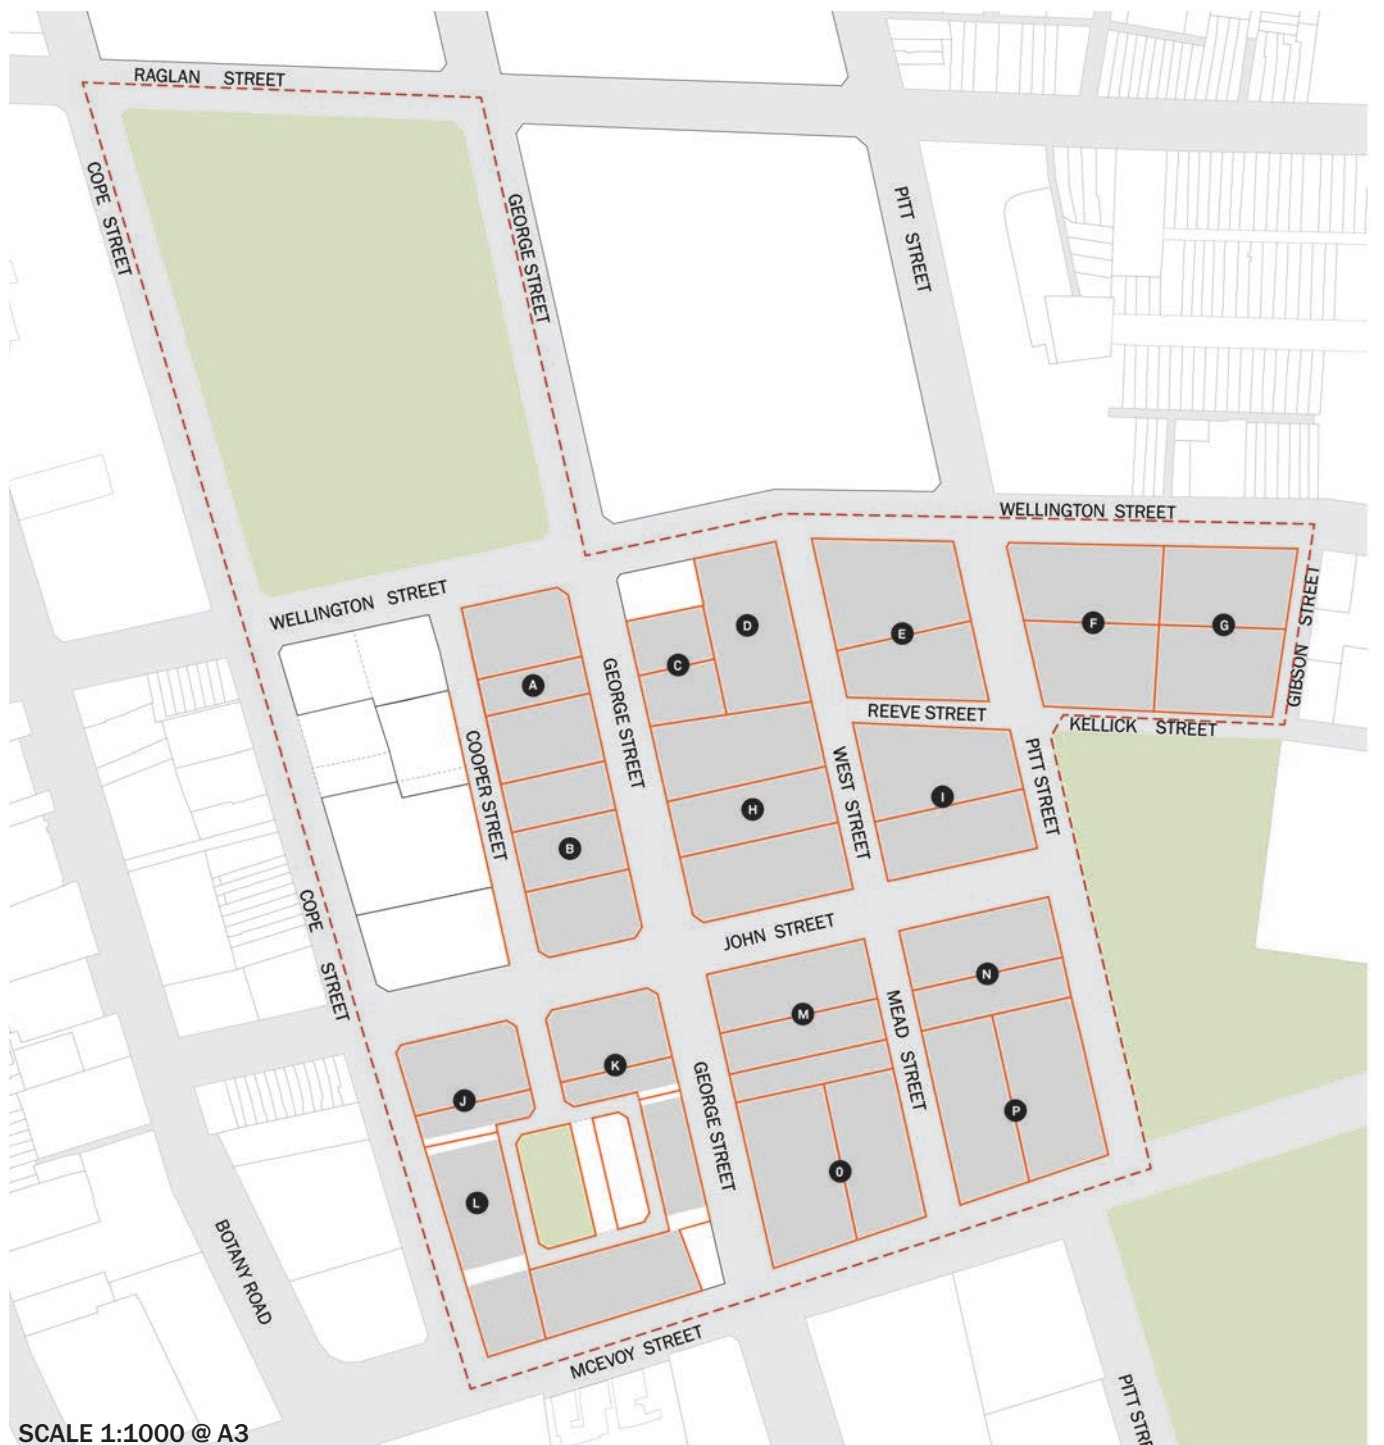 RAGLAN STREET
COPE STREET
GEORGE STREET
PITT STREET
WELLINGTON STREET
WELLINGTON STREET
GIBSON STREET
D
E
F
G
C
A
GEORGE STREET
REEVE STREET
KELLICK STREET
COOPER STREET
WEST STREET
PITT STREET
I
H
B
COPE STREET
JOHN STREET
N
M
MEAD STREET
K
J
GEORGE STREET
P
O
L
BOTANY ROAD
MCEVOY STREET
PITT STRE
SCALE 1:1000 @ A3